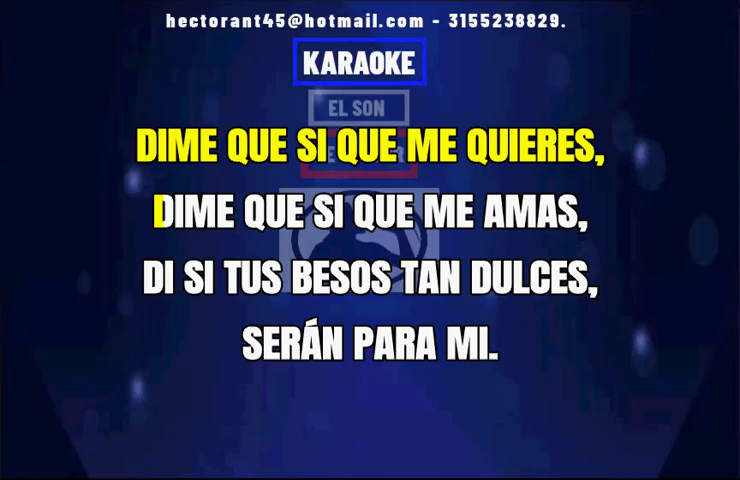 hectorant45@hotmail.com - 3155238829.
KARAOKE
EL SON
DIME QUE SI QUE ME QUIERES,
DIME QUE SI QUE ME AMAS,
DI SI TUS BESOS TAN DULCES,
SERÁN PARA MI.